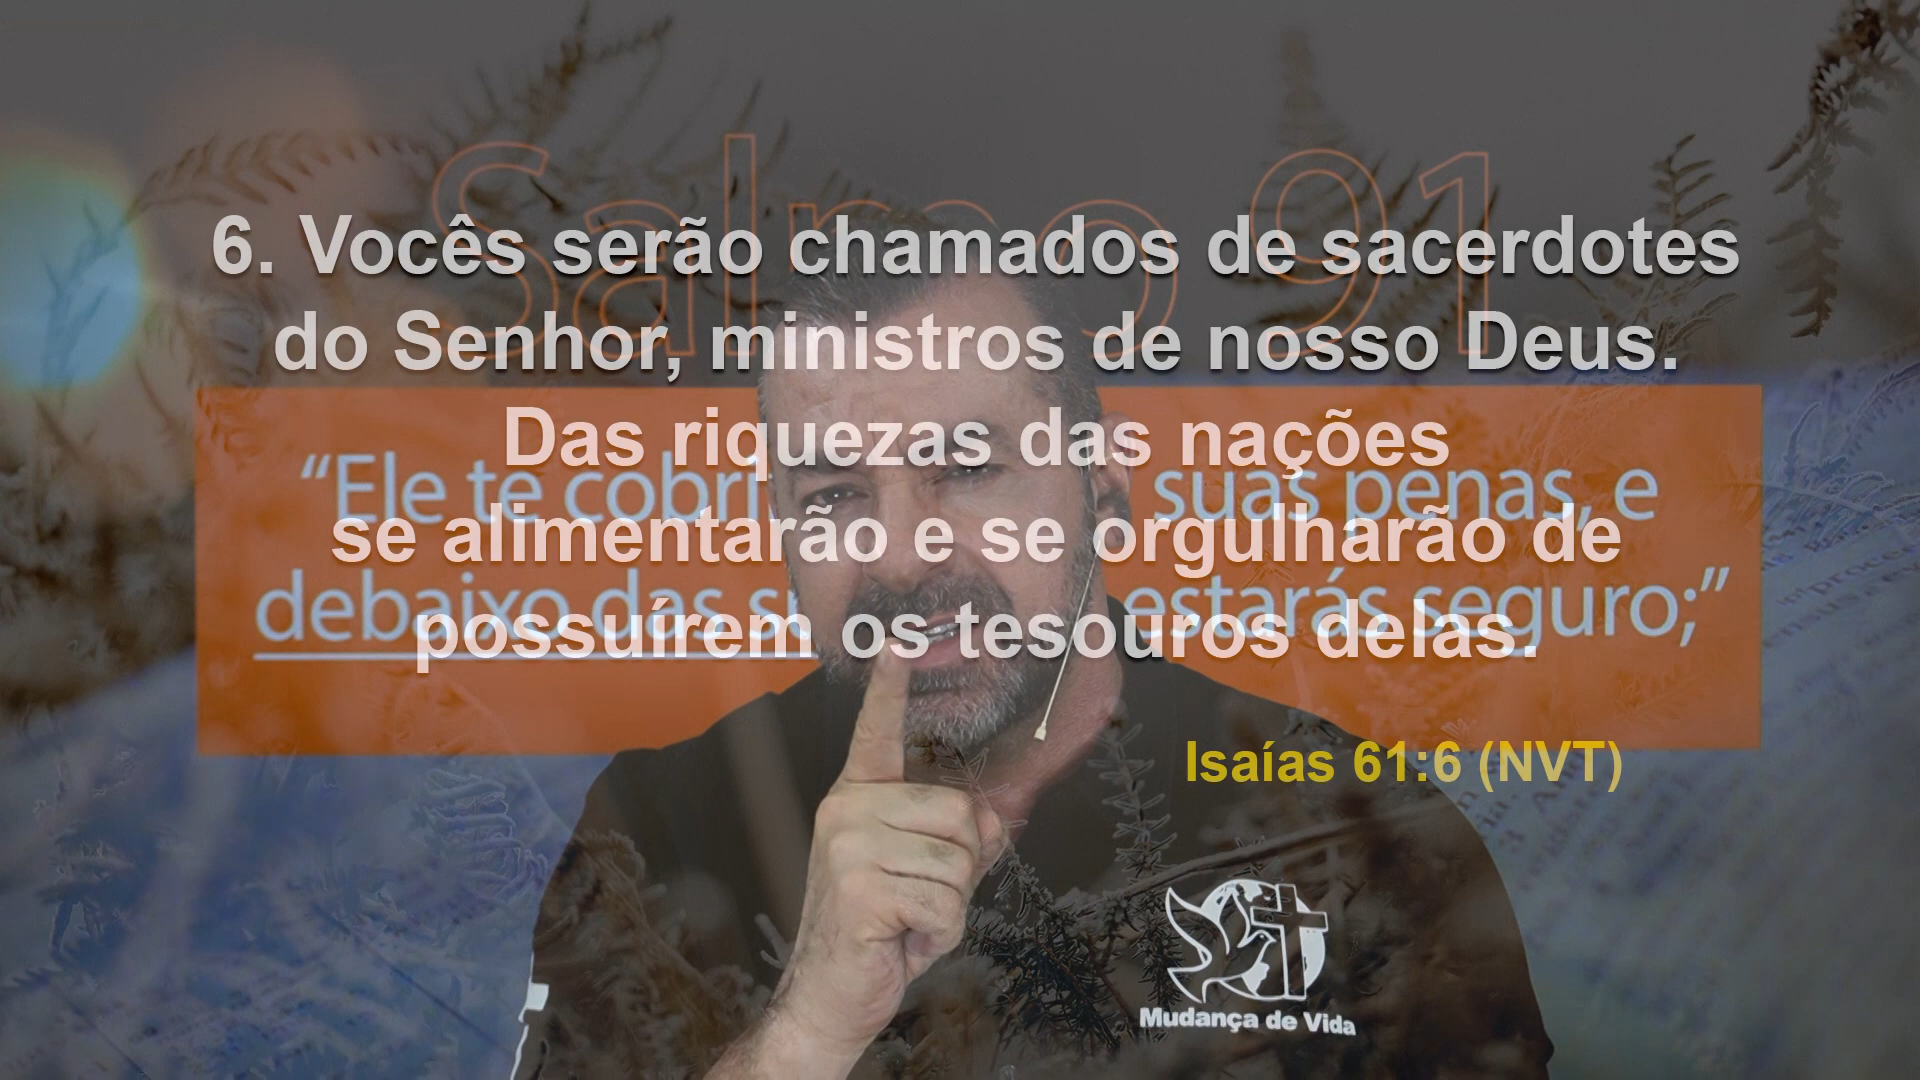 Salmo 91
6. Vocês serão chamados de sacerdotes
do Senhor, ministros de nosso Deus.
Das riquezas das nações
se alimentarão e se orgulharão de
possuírem os tesouros delas.
Isaías 61:6 (NVT)
“Ele te cobri suas penas, e
debaixo das estarás seguro;”
Mudança de Vida